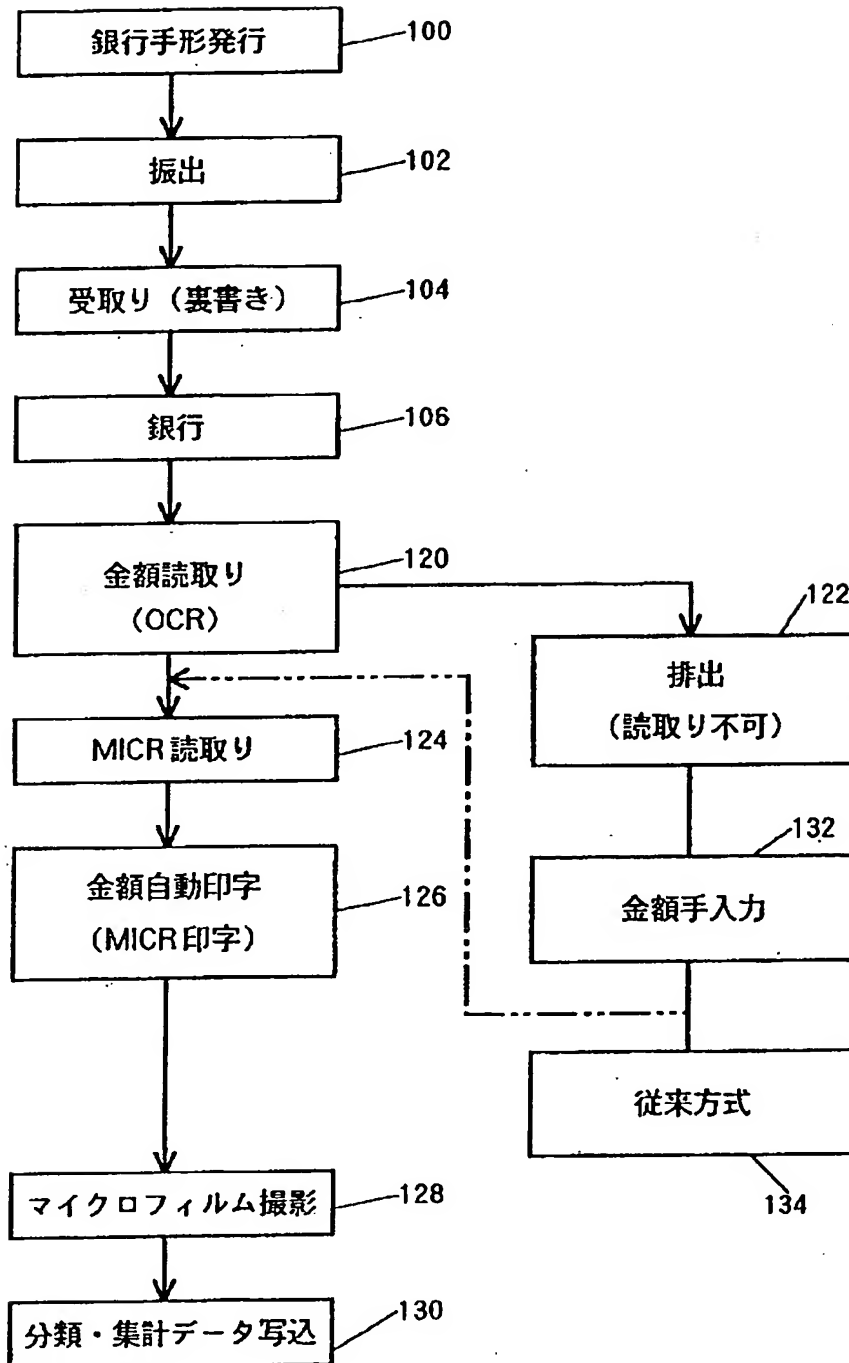 銀行手形発行
100
振出
102
受取り（裏書き）
104
銀行
106
金額読取り
(OCR)
120
排出
(読取り不可)
122
MICR読取り
124
金額手入力
132
金額自動印字
(MICR印字)
126
従来方式
134
マイクロフィルム撮影
128
分類・集計データ写込
130